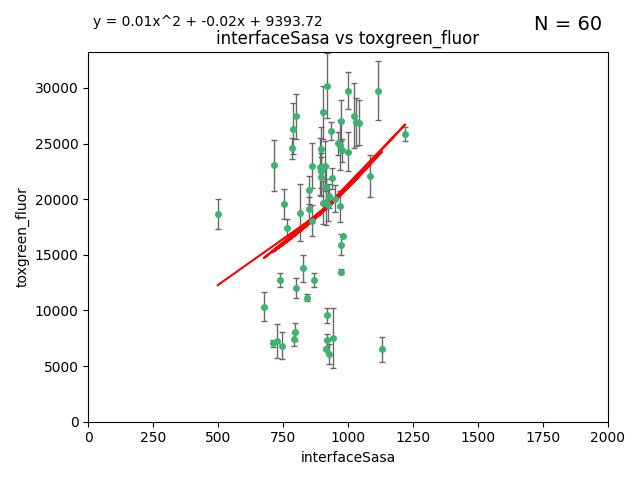 y = 0.01x^2 + -0.02x + 9393.72
N = 60
interfaceSasa vs toxgreen_fluor
30000
25000
20000
15000
10000
5000
0
toxgreen_fluor
0 250 500 750 1000 1250 1500 1750 2000
interfaceSasa